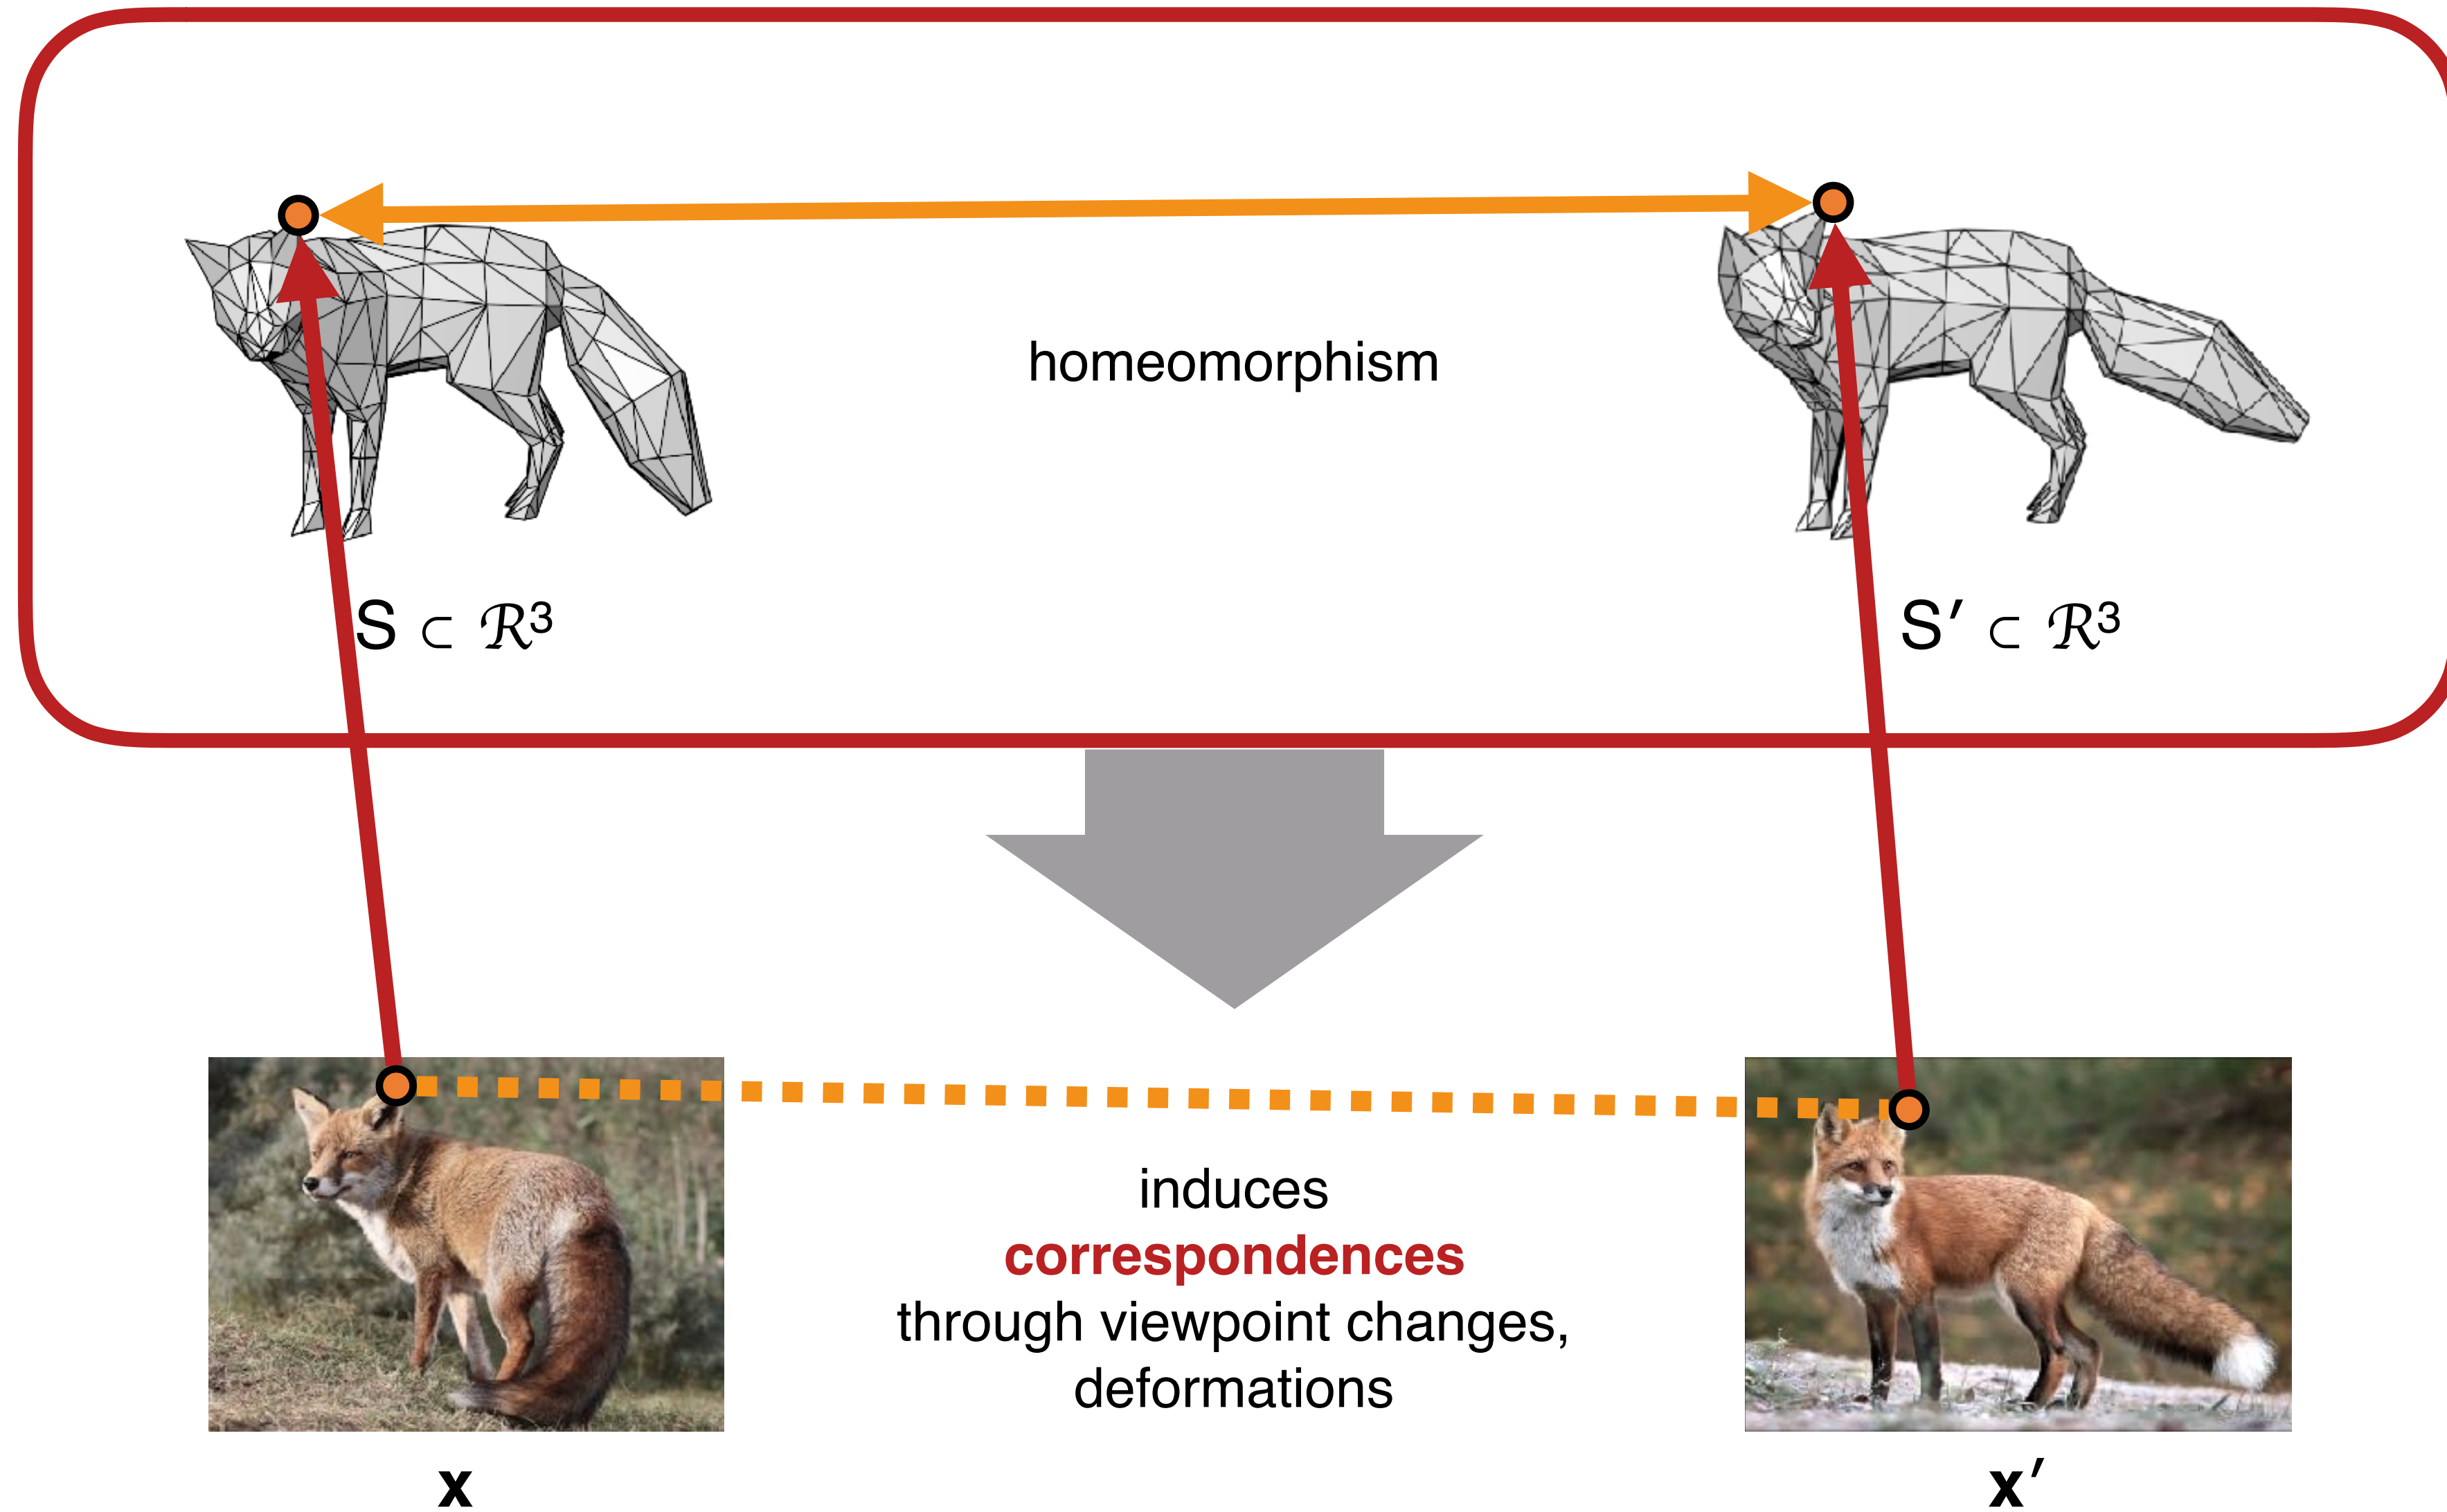 homeomorphism
S ⊂ ℛ³
S′ ⊂ ℛ³
induces
correspondences
through viewpoint changes,
deformations
x
x′